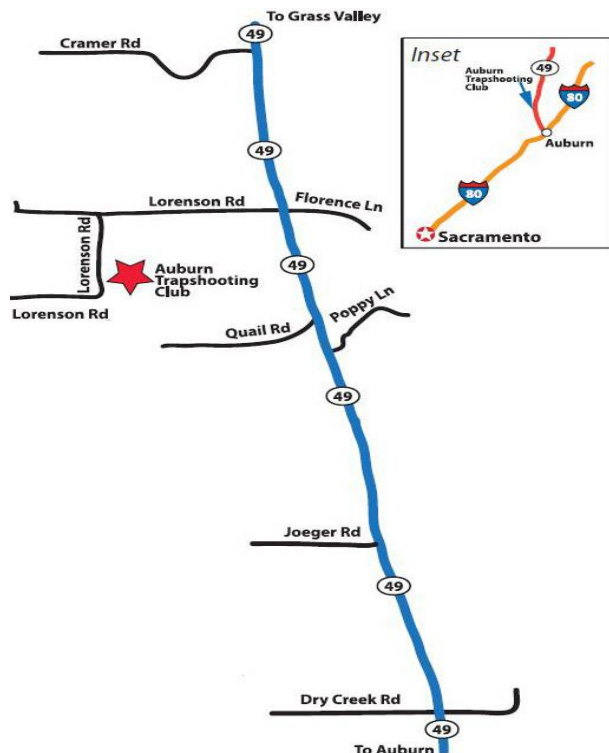 To Grass Valley
49
Cramer Rd
Inset
Auburn
Trapshooting
Club
49
80
Auburn
80
Sacramento
49
Lorenson Rd
Florence Ln
Lorenson Rd
49
Auburn
Trapshooting
Club
Lorenson Rd
Quail Rd
Poppy Ln
49
Joeger Rd
49
Dry Creek Rd
49
To Auburn